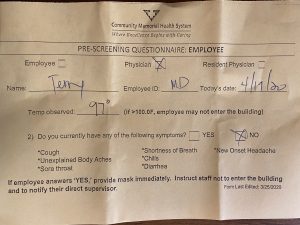 Community Memorial Health System
Where Excellence Begins with Caring
PRE-SCREENING QUESTIONNAIRE: EMPLOYEE
Employee Physician Resident Physician
Name: Terry Employee ID: MD Today's date: 4/17/20
Temp observed: 97° (If >100.0F, employee may not enter the building)
2) Do you currently have any of the following symptoms? YES NO
*Cough *Shortness of Breath *New Onset Headache
*Unexplained Body Aches *Chills
*Sore throat *Diarrhea
If employee answers 'YES,' provide mask immediately. Instruct staff not to enter the building
and to notify their direct supervisor. Form Last Edited: 3/25/2020